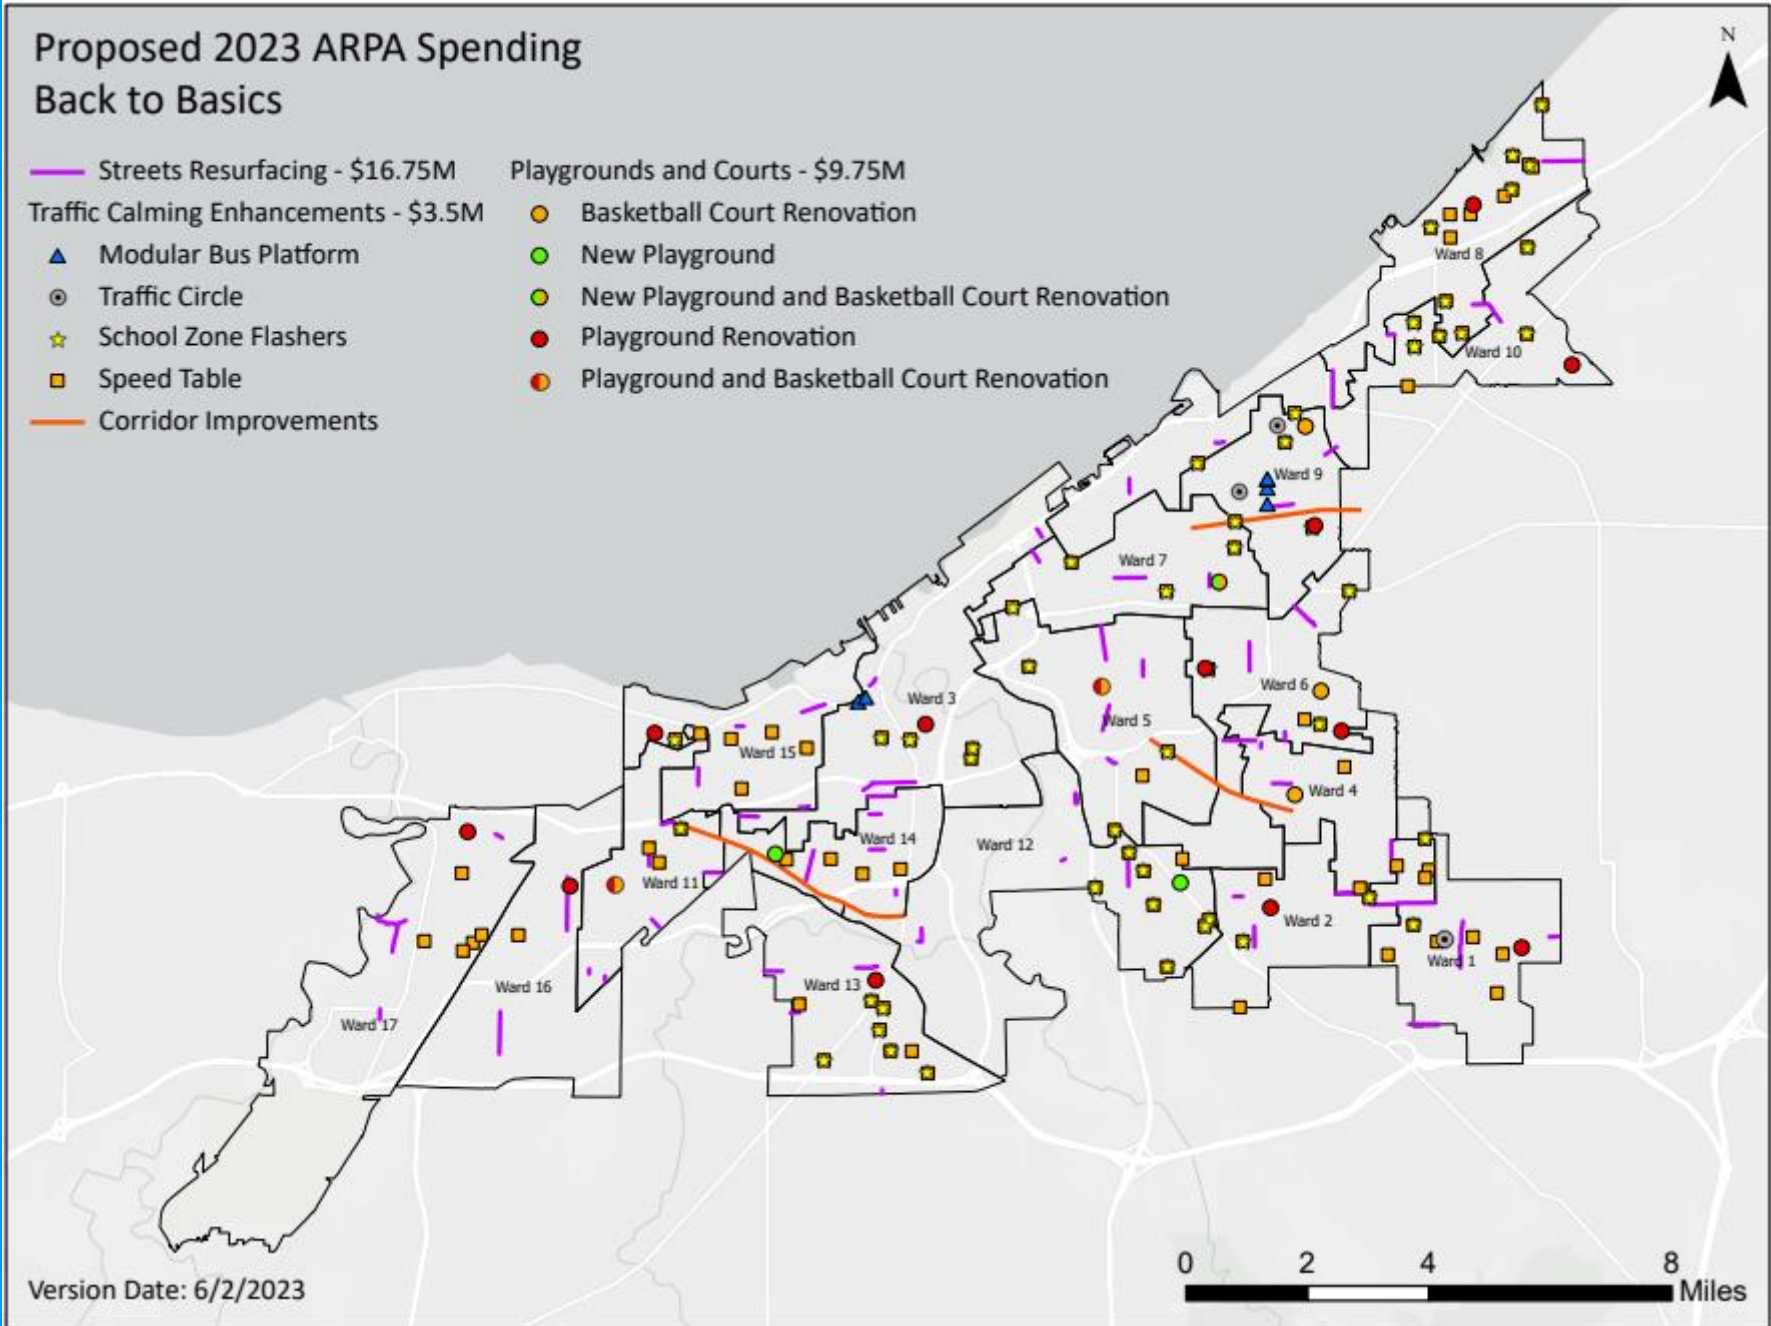 Proposed 2023 ARPA Spending
Back to Basics
N
Streets Resurfacing - $16.75M
Traffic Calming Enhancements - $3.5M
Modular Bus Platform
Traffic Circle
School Zone Flashers
Speed Table
Corridor Improvements
Playgrounds and Courts - $9.75M
Basketball Court Renovation
New Playground
New Playground and Basketball Court Renovation
Playground Renovation
Playground and Basketball Court Renovation
Ward 8
Ward 10
Ward 9
Ward 7
Ward 6
Ward 3
Ward 5
Ward 15
Ward 4
Ward 14
Ward 12
Ward 11
Ward 2
Ward 1
Ward 13
Ward 16
Ward 17
0 2 4 8
Miles
Version Date: 6/2/2023